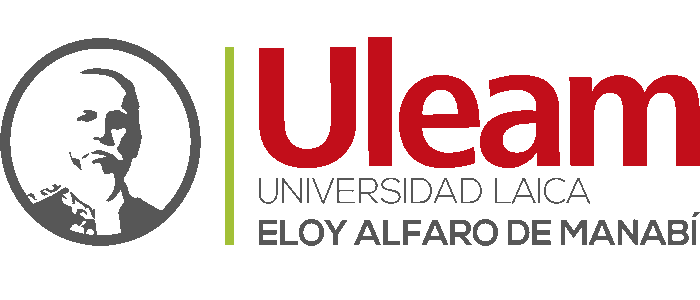 Uleam
UNIVERSIDAD LAICA
ELOY ALFARO DE MANABÍ